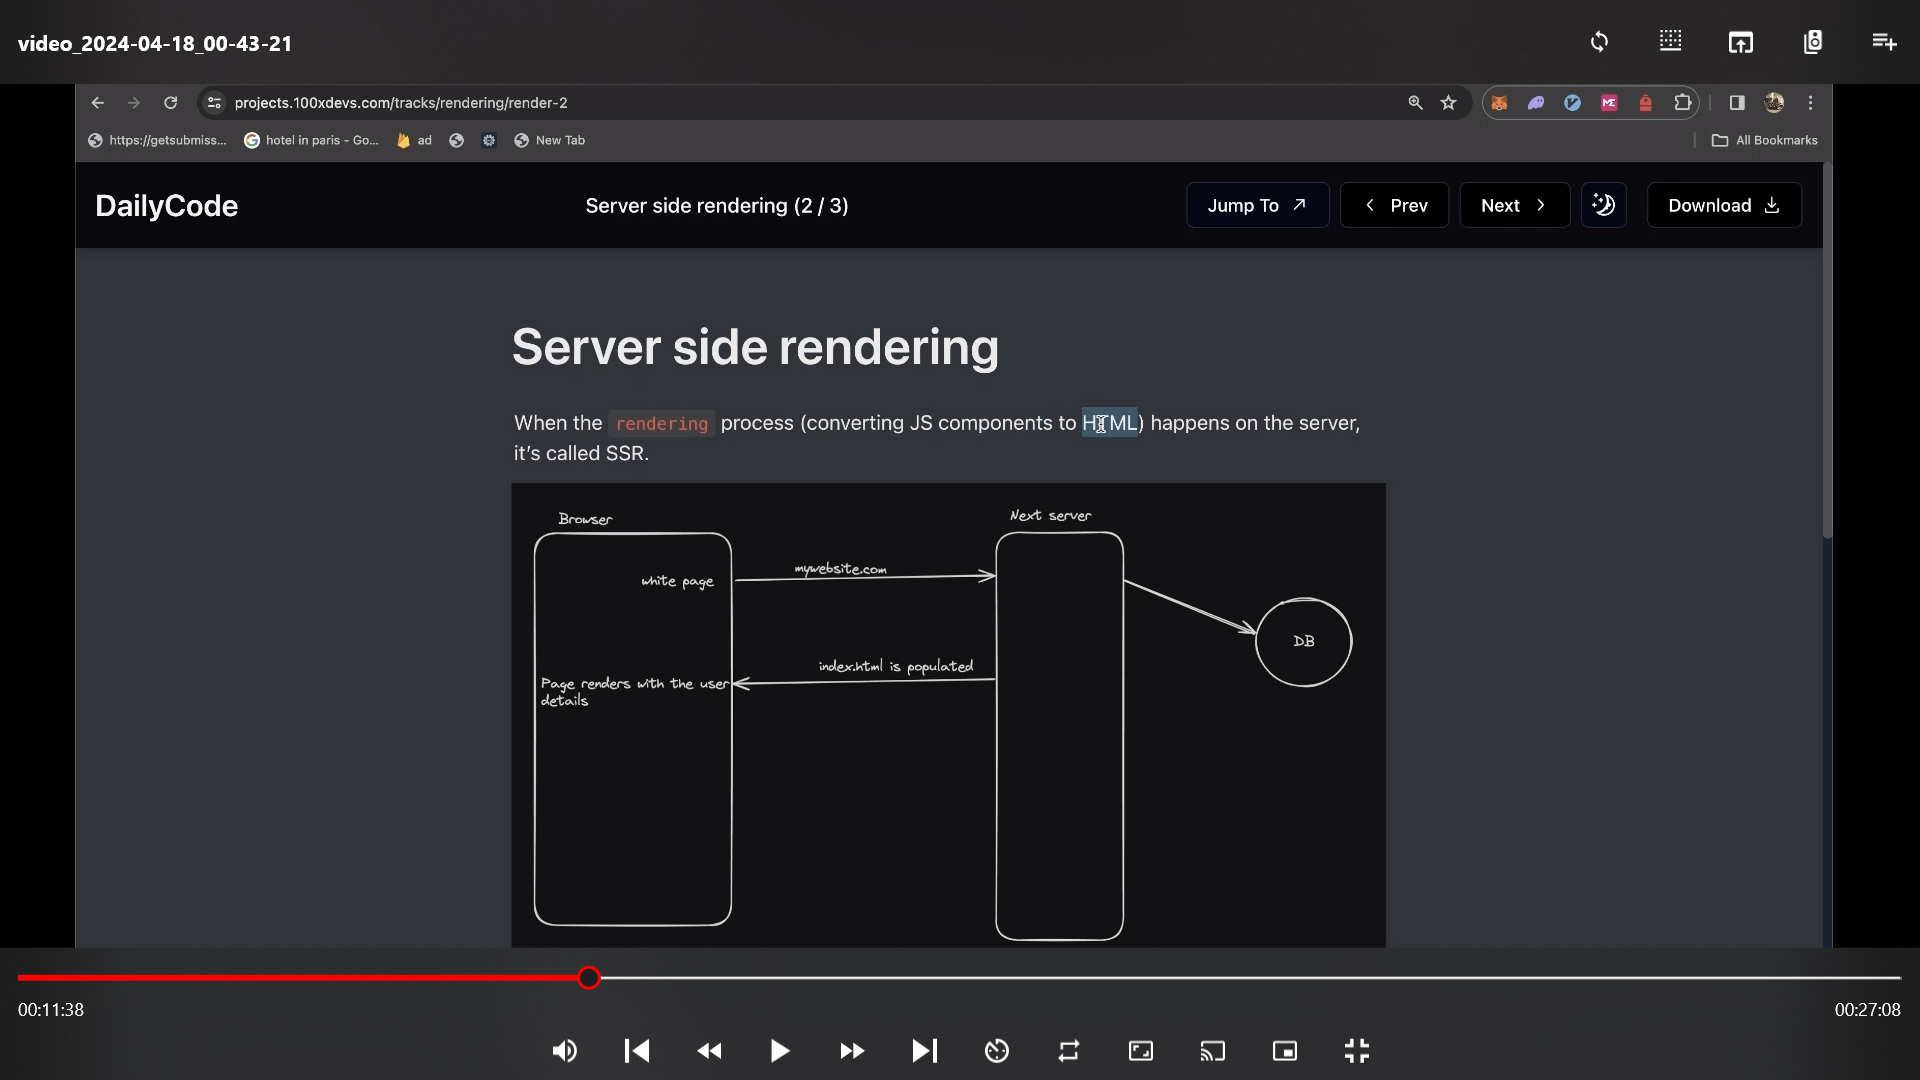 video_2024-04-18_00-43-21
projects.100xdevs.com/tracks/rendering/render-2
https://getsubmiss... hotel in paris - Go... ad New Tab All Bookmarks
DailyCode Server side rendering (2 / 3) Jump To Prev Next Download
Server side rendering
When the rendering process (converting JS components to HTML) happens on the server,
it's called SSR.
Browser
Next server
white page
mywebsite.com
DB
index.html is populated
Page renders with the user
details
00:11:38
00:27:08